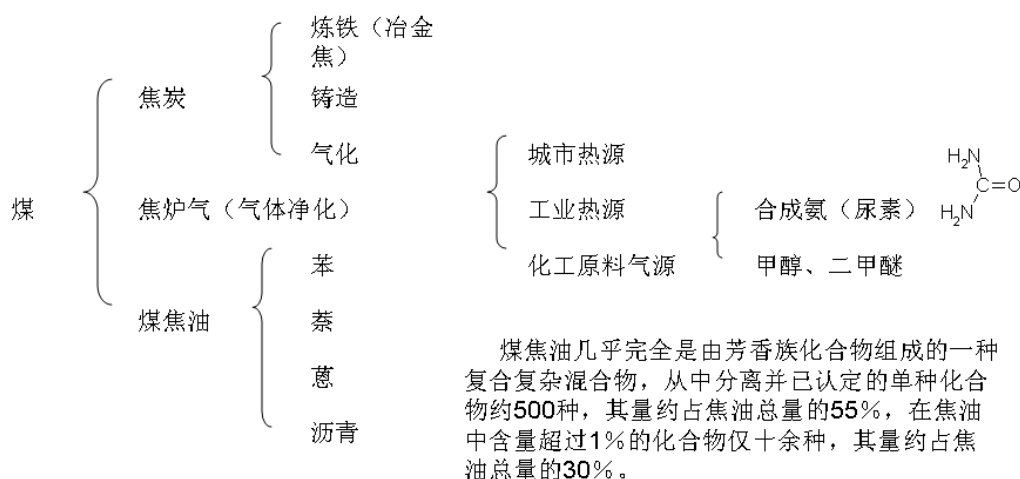 炼铁（冶金
焦）
焦炭
铸造
气化
城市热源
煤
焦炉气（气体净化）
工业热源
合成氨（尿素）
H₂N
C=O
H₂N
苯
化工原料气源
甲醇、二甲醚
煤焦油
萘
蒽
沥青
煤焦油几乎完全是由芳香族化合物组成的一种
复合复杂混合物，从中分离并已认定的单种化合
物约500种，其量约占焦油总量的55%，在焦油
中含量超过1%的化合物仅十余种，其量约占焦
油总量的30%。